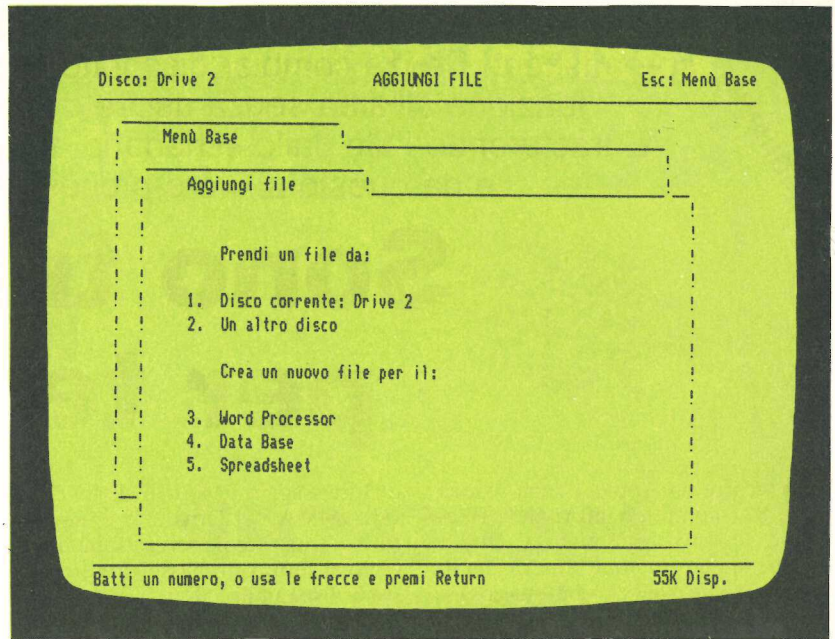 Disco: Drive 2 AGGIUNGI FILE Esc: Menù Base
Menù Base
Aggiungi file
Prendi un file da:
1. Disco corrente: Drive 2
2. Un altro disco
Crea un nuovo file per il:
3. Word Processor
4. Data Base
5. Spreadsheet
Batti un numero, o usa le frecce e premi Return 55K Disp.